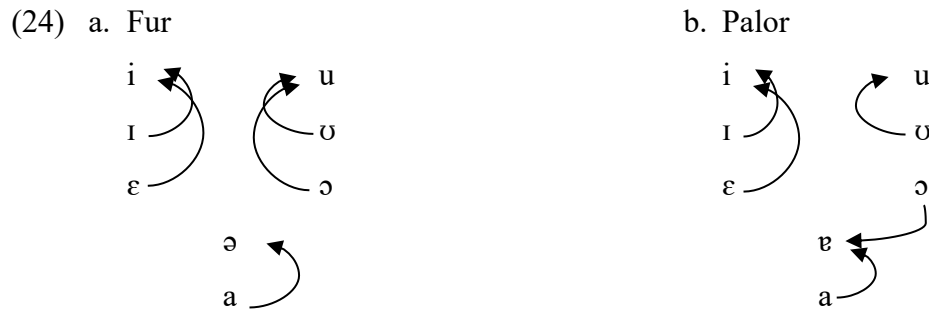 (24) a. Fur b. Palor
i u i u
ɪ ʊ ɪ ʊ
ɛ ɔ ɛ ɔ
ə ɐ
a a